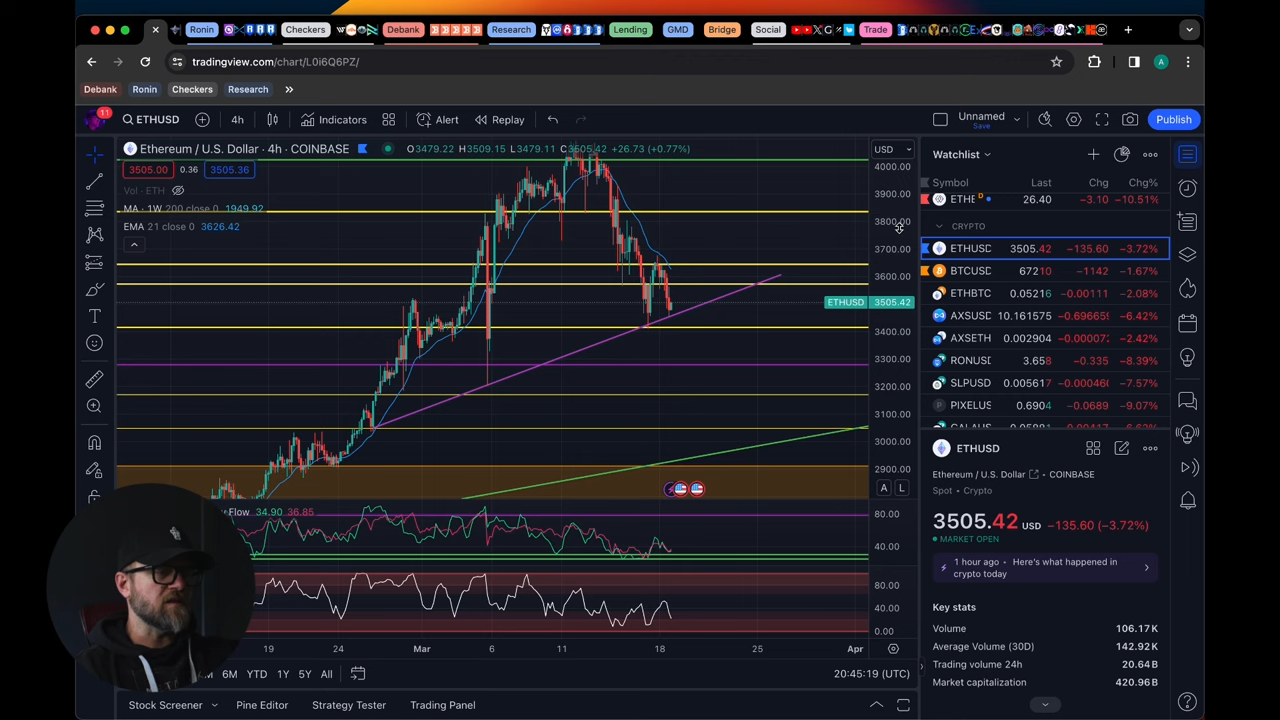 Ronin
Checkers
Debank
Research
Lending
GMD
Bridge
Social
Trade
tradingview.com/chart/L0i6Q6PZ/
A
Debank
Ronin
Checkers
Research
11
ETHUSD
4h
Indicators
Alert
Replay
Unnamed
Save
Publish
Ethereum / U.S. Dollar · 4h · COINBASE
O3479.22 H3509.15 L3479.11 C3505.42 +26.73 (+0.77%)
3505.00 0.36 3505.36
Vol · ETH
MA · 1W 200 close 0 1949.92
EMA 21 close 0 3626.42
USD
4000.00
3900.00
3800.00
3700.00
3600.00
ETHUSD 3505.42
3400.00
3300.00
3200.00
3100.00
3000.00
2900.00
A L
Flow 34.90 36.85
80.00
40.00
80.00
40.00
0.00
19 24 Mar 6 11 18 25 Apr
6M YTD 1Y 5Y All
20:45:19 (UTC)
Stock Screener
Pine Editor
Strategy Tester
Trading Panel
Watchlist
Symbol Last Chg Chg%
ETHE D 26.40 −3.10 −10.51%
CRYPTO
ETHUSD 3505.42 −135.60 −3.72%
BTCUSD 67210 −1142 −1.67%
ETHBTC 0.05216 −0.00111 −2.08%
AXSUSD 10.161575 −0.696659 −6.42%
AXSETH 0.002904 −0.000072 −2.42%
RONUSD 3.658 −0.335 −8.39%
SLPUSD 0.005617 −0.000460 −7.57%
PIXELUS 0.6904 −0.0689 −9.07%
ETHUSD
Ethereum / U.S. Dollar
COINBASE
Spot • Crypto
3505.42 USD −135.60 (−3.72%)
MARKET OPEN
1 hour ago • Here's what happened in
crypto today
Key stats
Volume 106.17K
Average Volume (30D) 142.92K
Trading volume 24h 20.64B
Market capitalization 420.96B